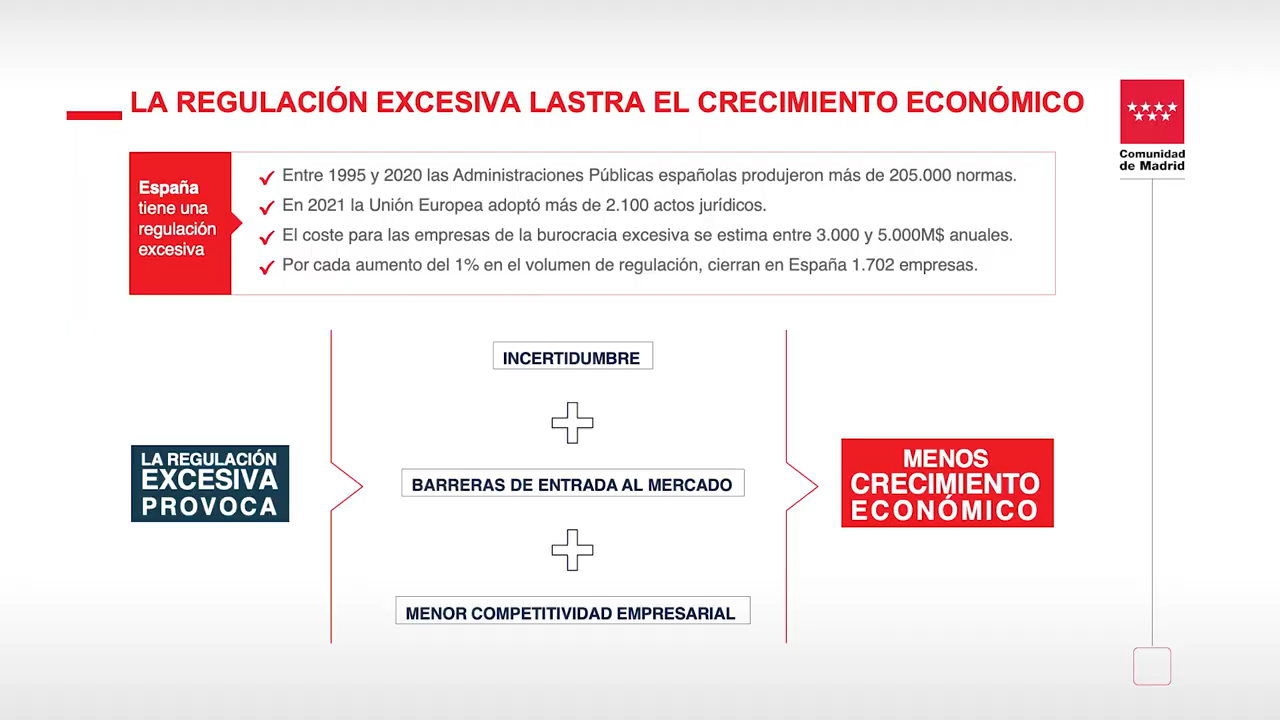 LA REGULACIÓN EXCESIVA LASTRA EL CRECIMIENTO ECONÓMICO
Comunidad
de Madrid
España
tiene una
regulación
excesiva
Entre 1995 y 2020 las Administraciones Públicas españolas produjeron más de 205.000 normas.
En 2021 la Unión Europea adoptó más de 2.100 actos jurídicos.
El coste para las empresas de la burocracia excesiva se estima entre 3.000 y 5.000M$ anuales.
Por cada aumento del 1% en el volumen de regulación, cierran en España 1.702 empresas.
LA REGULACIÓN
EXCESIVA
PROVOCA
INCERTIDUMBRE
BARRERAS DE ENTRADA AL MERCADO
MENOR COMPETITIVIDAD EMPRESARIAL
MENOS
CRECIMIENTO
ECONÓMICO